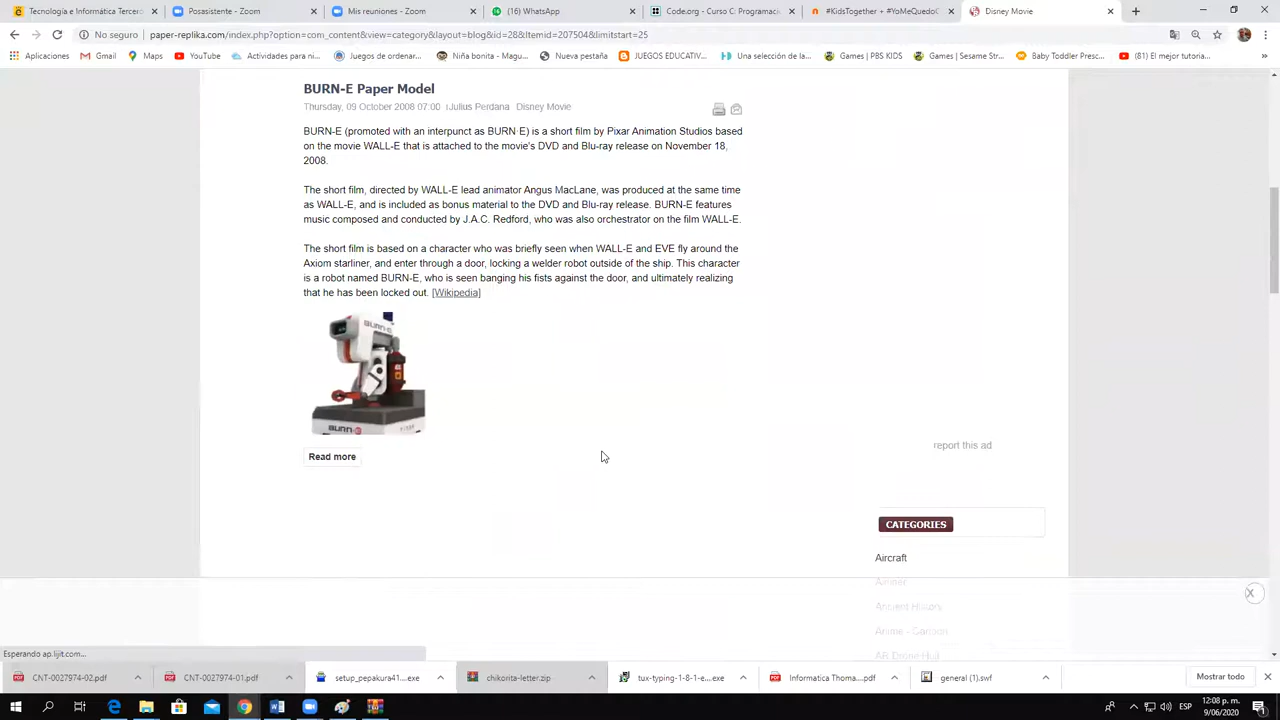 Tecnología e Informática Tercero
Posasistente - Zoom
Mis reuniones - Zoom
(16) WhatsApp
Code.org - Curso C: Programaci
#KidsTogether + #YoMeQuedoC
Disney Movie
No seguro
paper-replika.com/index.php?option=com_content&view=category&layout=blog&id=28&Itemid=207504&limitstart=25
Aplicaciones
Gmail
Maps
YouTube
Actividades para ni...
Juegos de ordenar...
Niña bonita - Magu...
Nueva pestaña
JUEGOS EDUCATIV...
Una selección de la...
Games | PBS KIDS
Games | Sesame Str...
Baby Toddler Presc...
(81) El mejor tutoria...
»
BURN-E Paper Model
Thursday, 09 October 2008 07:00 Julius Perdana Disney Movie
BURN-E (promoted with an interpunct as BURN·E) is a short film by Pixar Animation Studios based
on the movie WALL-E that is attached to the movie's DVD and Blu-ray release on November 18,
2008.
The short film, directed by WALL-E lead animator Angus MacLane, was produced at the same time
as WALL-E, and is included as bonus material to the DVD and Blu-ray release. BURN-E features
music composed and conducted by J.A.C. Redford, who was also orchestrator on the film WALL-E.
The short film is based on a character who was briefly seen when WALL-E and EVE fly around the
Axiom starliner, and enter through a door, locking a welder robot outside of the ship. This character
is a robot named BURN-E, who is seen banging his fists against the door, and ultimately realizing
that he has been locked out. [Wikipedia]
BURN-E
BURN-E
Read more
report this ad
CATEGORIES
Aircraft
Airliner
Ancient History
Anime - Cartoon
AR Drone Hull
X
Esperando ap.lijit.com...
CNT-0027974-02.pdf
CNT-0027974-01.pdf
setup_pepakura41....exe
chikorita-letter.zip
tux-typing-1-8-1-e....exe
Informatica Thoma....pdf
general (1).swf
Mostrar todo
ESP
12:08 p. m.
9/06/2020